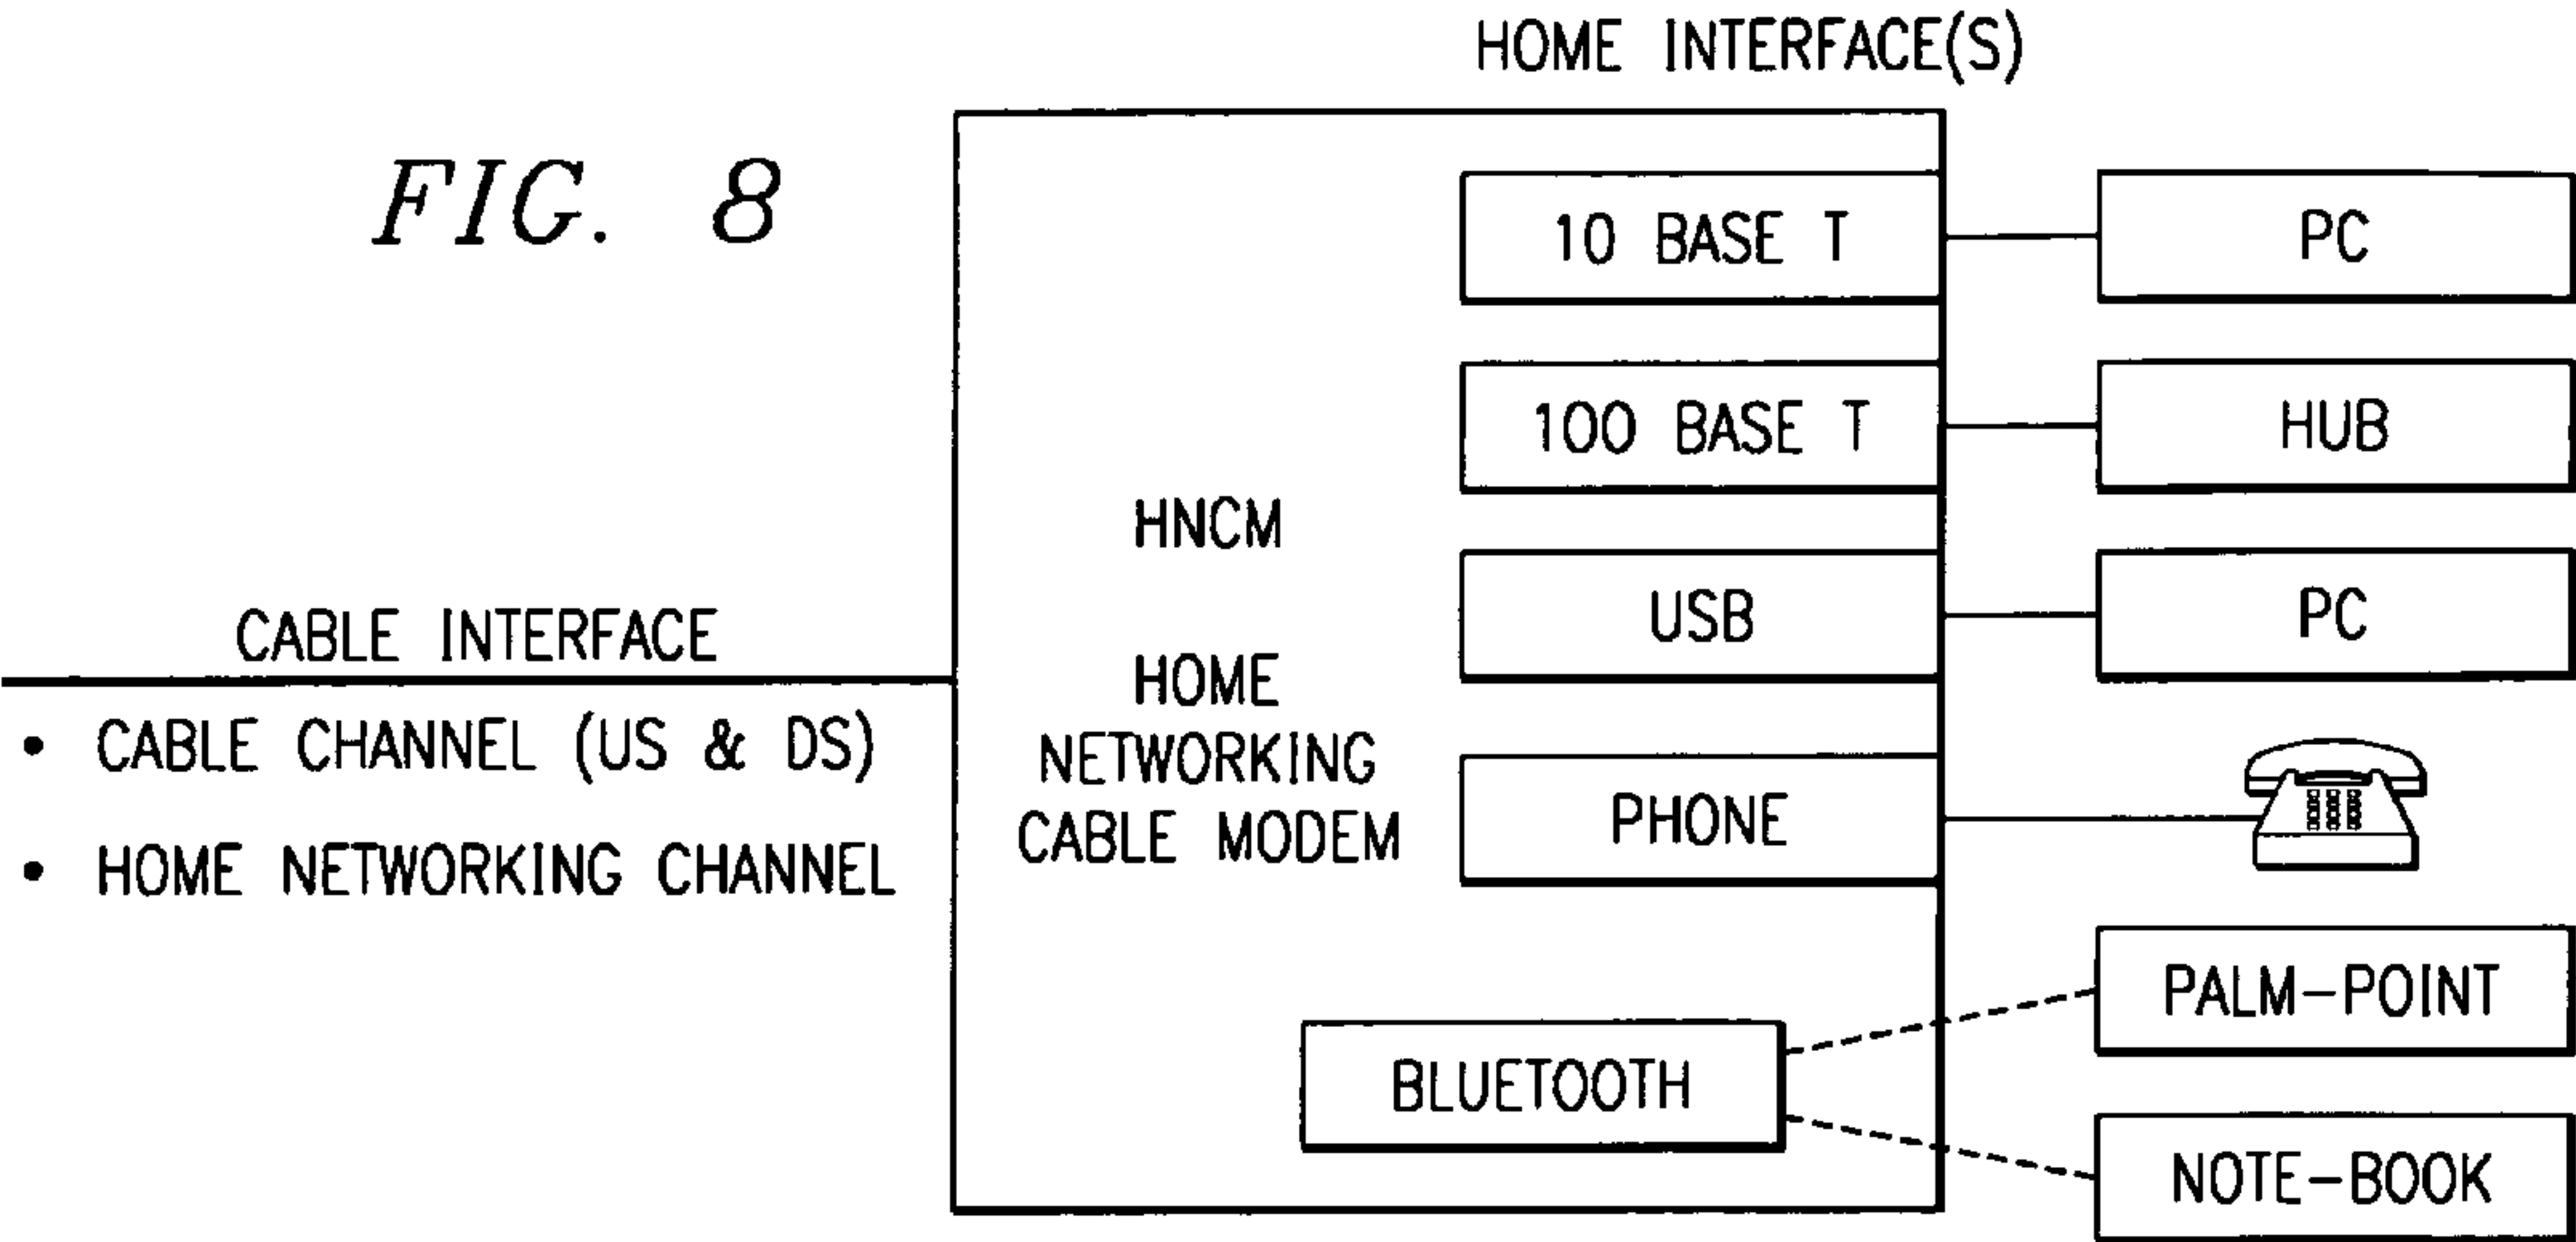 HOME INTERFACE(S)
FIG. 8
10 BASE T
PC
100 BASE T
HUB
HNCM
USB
PC
CABLE INTERFACE
HOME
NETWORKING
CABLE MODEM
• CABLE CHANNEL (US & DS)
• HOME NETWORKING CHANNEL
PHONE
PALM-POINT
BLUETOOTH
NOTE-BOOK